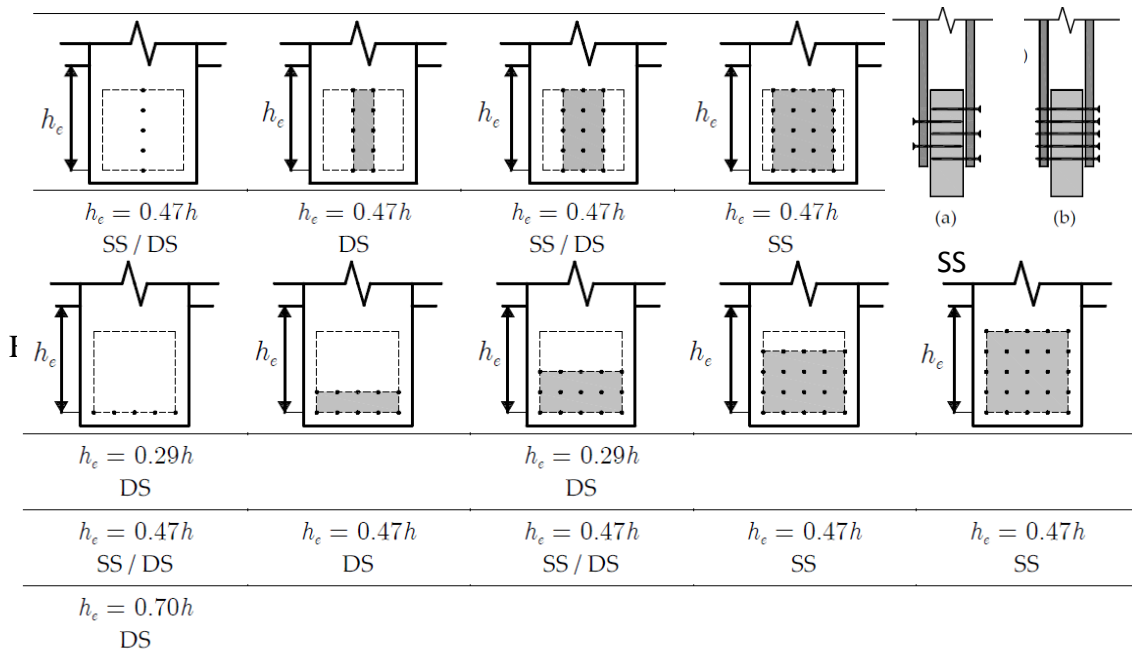 h_e h_e h_e h_e )
(a) (b)
h_e = 0.47h h_e = 0.47h h_e = 0.47h h_e = 0.47h
SS / DS DS SS / DS SS
SS
h_e h_e h_e h_e h_e
h_e = 0.29h h_e = 0.29h
DS DS
h_e = 0.47h h_e = 0.47h h_e = 0.47h h_e = 0.47h h_e = 0.47h
SS / DS DS SS / DS SS SS
h_e = 0.70h
DS